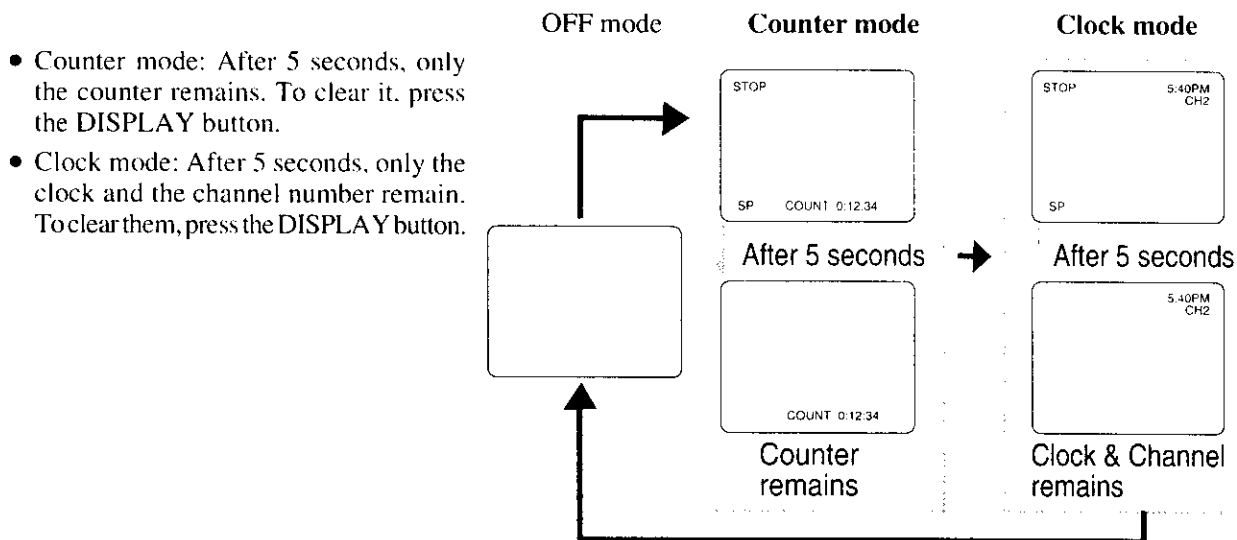 OFF mode
Counter mode
Clock mode
● Counter mode: After 5 seconds, only
the counter remains. To clear it. press
the DISPLAY button.
● Clock mode: After 5 seconds, only the
clock and the channel number remain.
To clear them, press the DISPLAY button.
STOP
SP COUNT 0:12:34
After 5 seconds
COUNT 0:12:34
Counter
remains
STOP 5:40PM
CH2
SP
After 5 seconds
5:40PM
CH2
Clock & Channel
remains